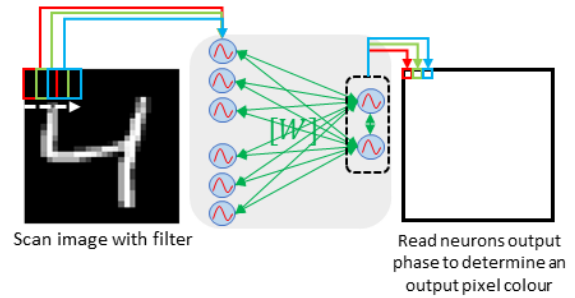 [W]
Scan image with filter
Read neurons output
phase to determine an
output pixel colour